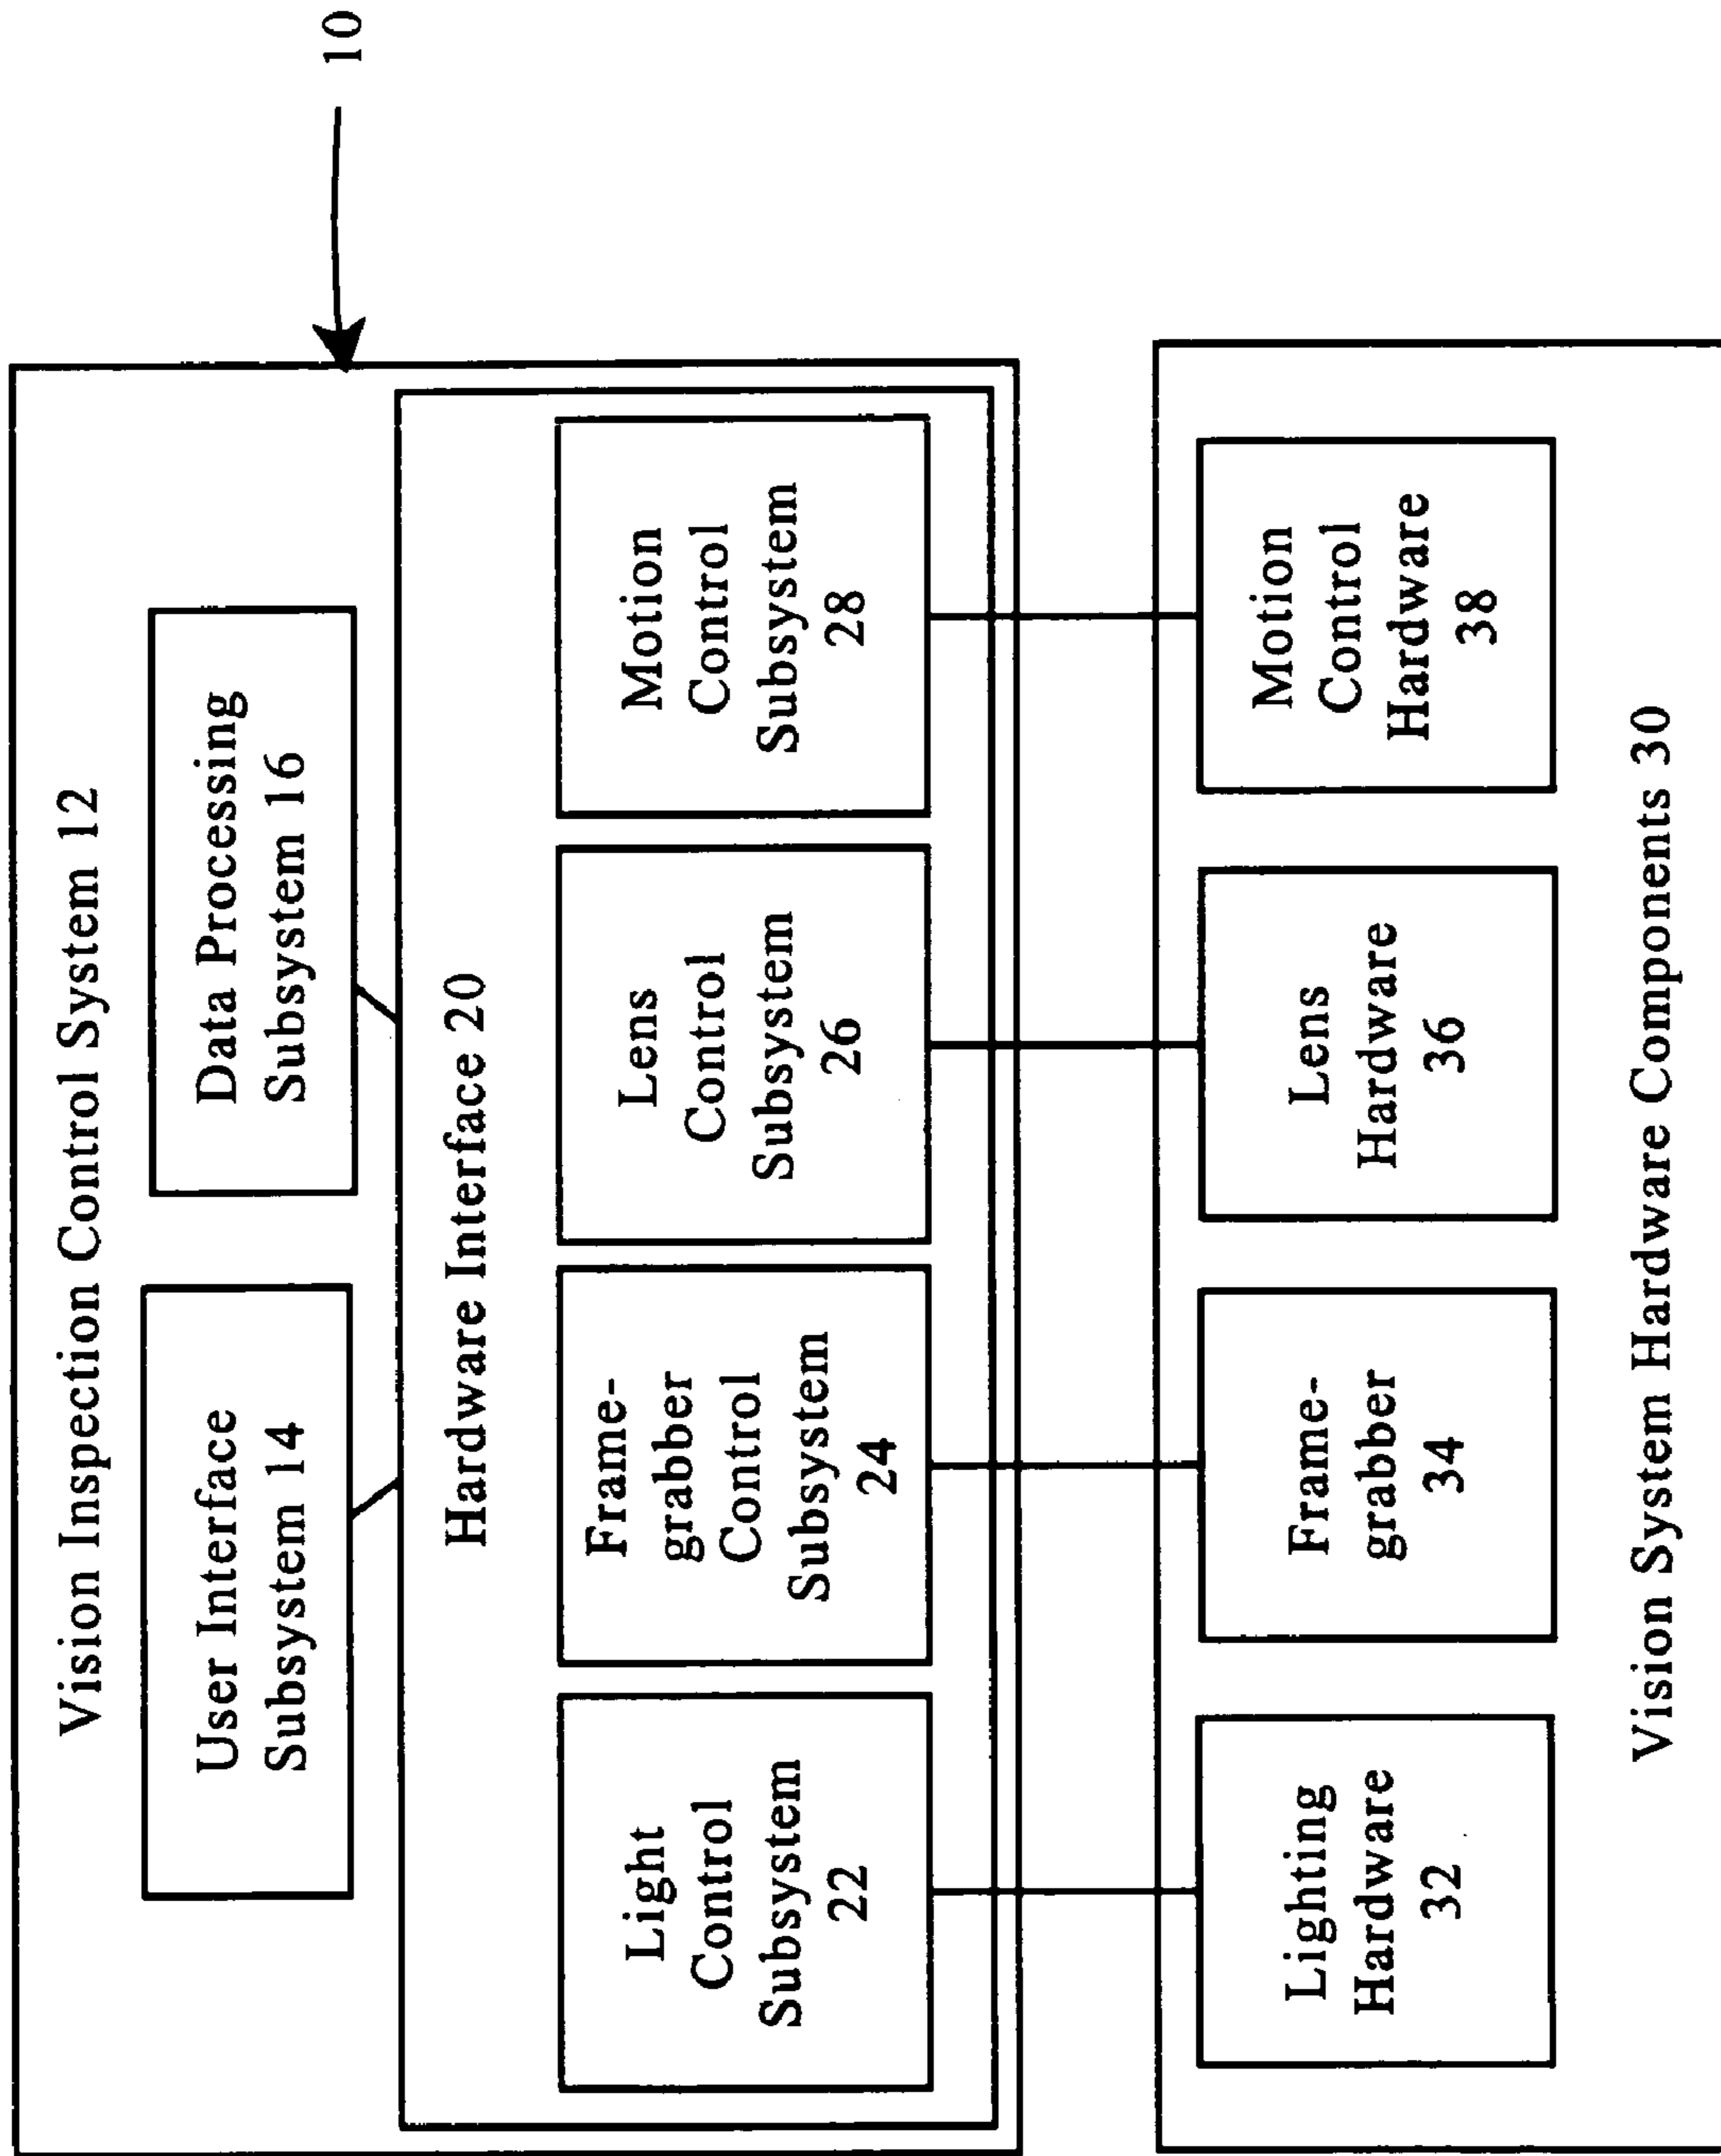 10
Vision Inspection Control System 12
User Interface
Subsystem 14
Data Processing
Subsystem 16
Hardware Interface 20
Light
Control
Subsystem
22
Frame-
grabber
Control
Subsystem
24
Lens
Control
Subsystem
26
Motion
Control
Subsystem
28
Lighting
Hardware
32
Frame-
grabber
34
Lens
Hardware
36
Motion
Control
Hardware
38
Vision System Hardware Components 30